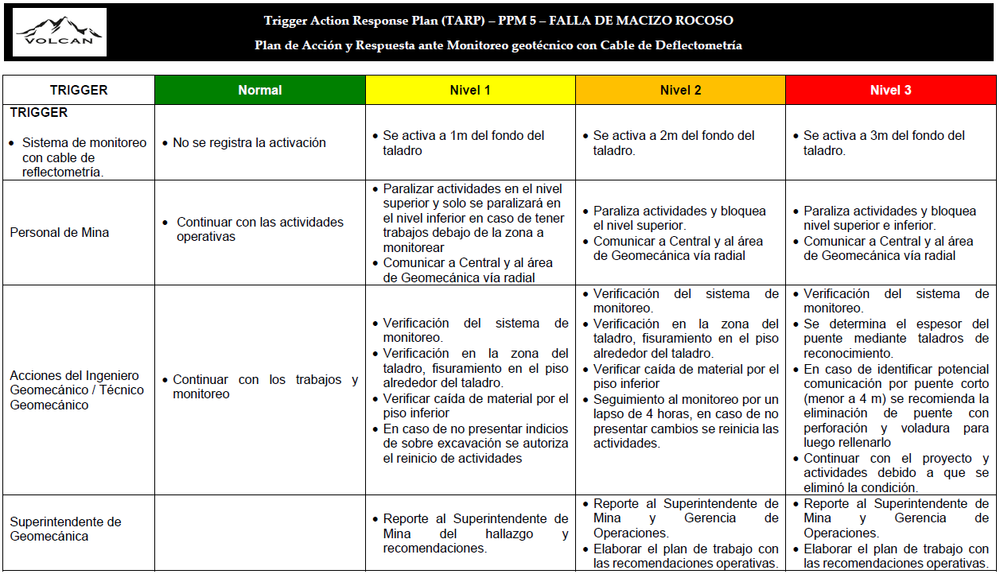 VOLCAN
Trigger Action Response Plan (TARP) – PPM 5 – FALLA DE MACIZO ROCOSO
Plan de Acción y Respuesta ante Monitoreo geotécnico con Cable de Deflectometría
TRIGGER
Normal
Nivel 1
Nivel 2
Nivel 3
TRIGGER
• Sistema de monitoreo
con cable de
reflectometría.
• No se registra la activación
• Se activa a 1m del fondo del
taladro
• Se activa a 2m del fondo del
taladro.
• Se activa a 3m del fondo del
taladro.
Personal de Mina
• Continuar con las actividades
operativas
• Paralizar actividades en el nivel
superior y solo se paralizará en
el nivel inferior en caso de tener
trabajos debajo de la zona a
monitorear
• Comunicar a Central y al área
de Geomecánica vía radial
• Paraliza actividades y bloquea
el nivel superior.
• Comunicar a Central y al área
de Geomecánica vía radial
• Paraliza actividades y bloquea
nivel superior e inferior.
• Comunicar a Central y al área
de Geomecánica vía radial
Acciones del Ingeniero
Geomecánico / Técnico
Geomecánico
• Continuar con los trabajos y
monitoreo
• Verificación del sistema de
monitoreo.
• Verificación en la zona del
taladro, fisuramiento en el piso
alrededor del taladro.
• Verificar caída de material por el
piso inferior
• En caso de no presentar indicios
de sobre excavación se autoriza
el reinicio de actividades
• Verificación del sistema de
monitoreo.
• Verificación en la zona del
taladro, fisuramiento en el piso
alrededor del taladro.
• Verificar caída de material por el
piso inferior
• Seguimiento al monitoreo por un
lapso de 4 horas, en caso de no
presentar cambios se reinicia las
actividades.
• Verificación del sistema de
monitoreo.
• Se determina el espesor del
puente mediante taladros de
reconocimiento.
• En caso de identificar potencial
comunicación por puente corto
(menor a 4 m) se recomienda la
eliminación de puente con
perforación y voladura para
luego rellenarlo
• Continuar con el proyecto y
actividades debido a que se
eliminó la condición.
Superintendente de
Geomecánica
• Reporte al Superintendente de
Mina del hallazgo y
recomendaciones.
• Reporte al Superintendente de
Mina y Gerencia de
Operaciones.
• Elaborar el plan de trabajo con
las recomendaciones operativas.
• Reporte al Superintendente de
Mina y Gerencia de
Operaciones.
• Elaborar el plan de trabajo con
las recomendaciones operativas.